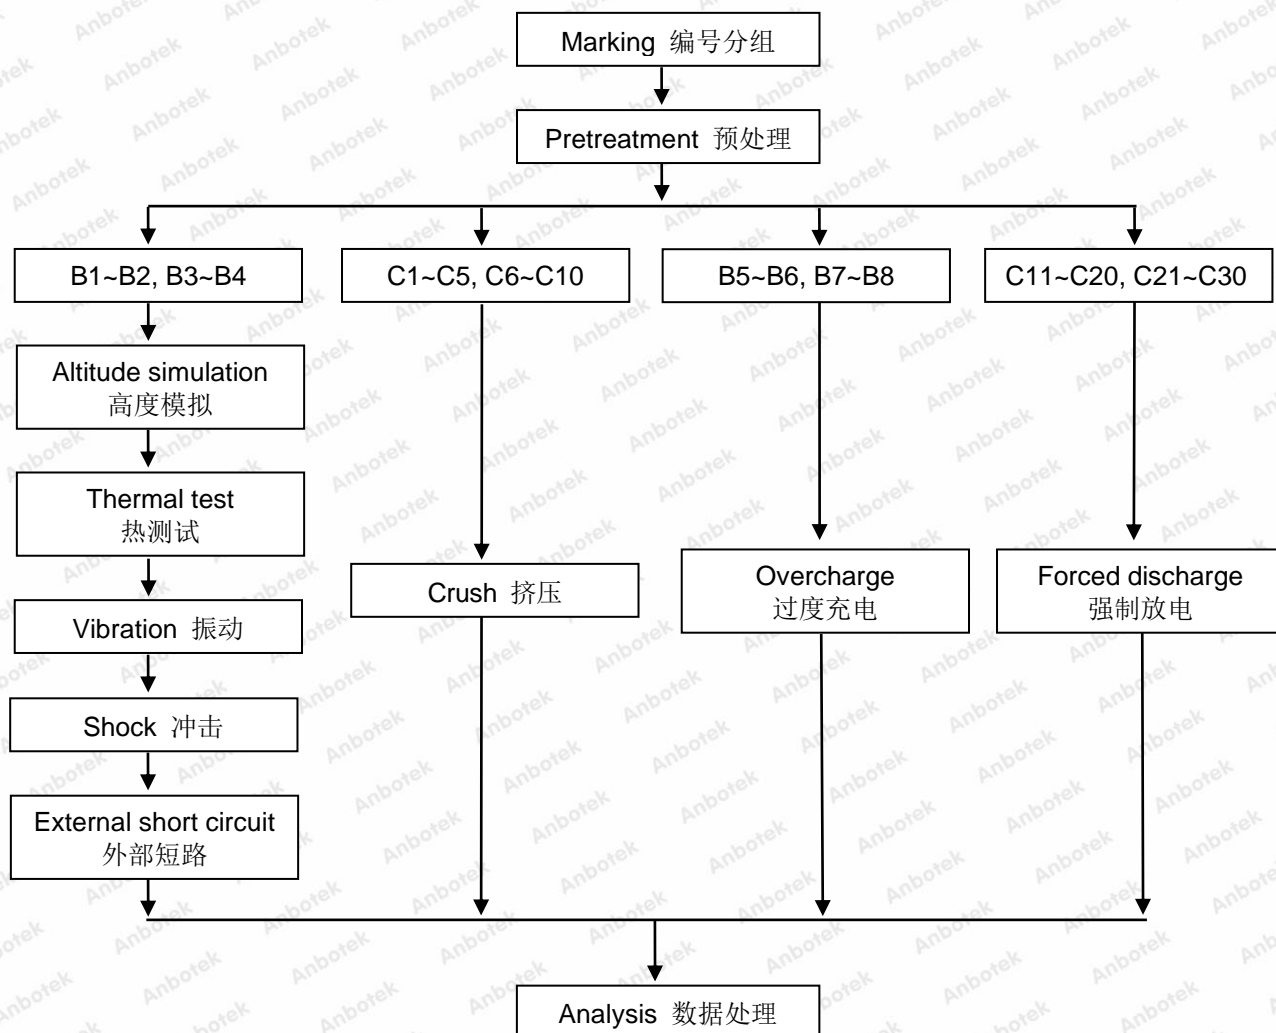 Marking 编号分组
Pretreatment 预处理
B1~B2, B3~B4
C1~C5, C6~C10
B5~B6, B7~B8
C11~C20, C21~C30
Altitude simulation
高度模拟
Thermal test
热测试
Vibration 振动
Shock 冲击
External short circuit
外部短路
Crush 挤压
Overcharge
过度充电
Forced discharge
强制放电
Analysis 数据处理
Anbotek